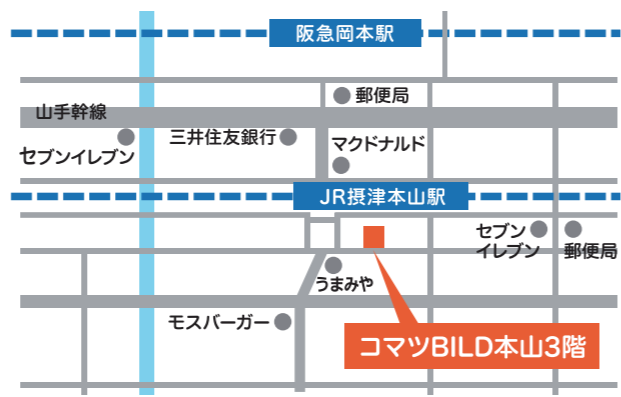 阪急岡本駅
郵便局
山手幹線
三井住友銀行
マクドナルド
セブンイレブン
JR摂津本山駅
セブン
イレブン
郵便局
うまみや
モスバーガー
コマツBILD本山3階